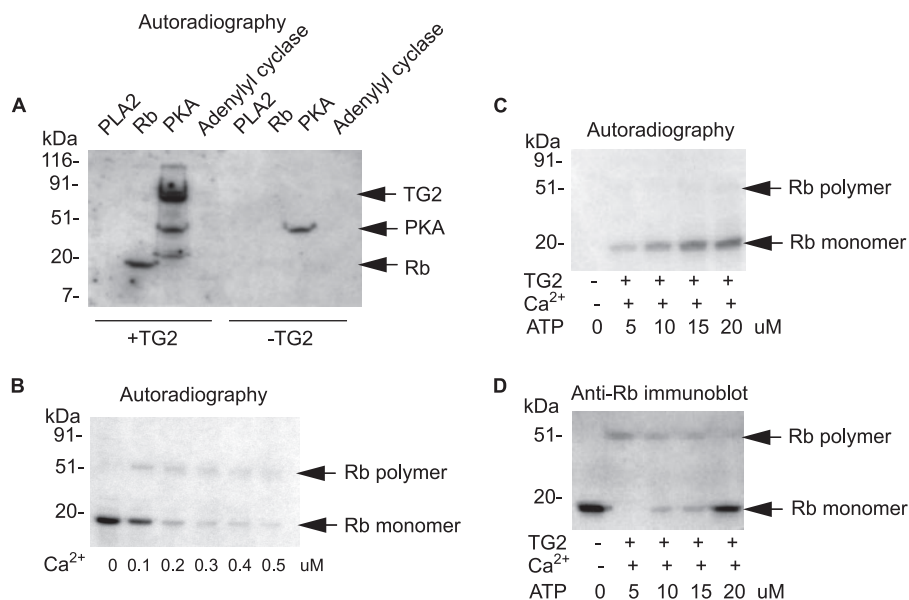 Autoradiography
A
PLA2 Rb PKA Adenylyl cyclase PLA2 Rb PKA Adenylyl cyclase
kDa
116-
91-
TG2
51-
PKA
20-
Rb
7-
+TG2 -TG2
B
Autoradiography
kDa
91-
51-
Rb polymer
20-
Rb monomer
Ca2+ 0 0.1 0.2 0.3 0.4 0.5 uM
C
Autoradiography
kDa
91-
51-
Rb polymer
20-
Rb monomer
TG2 - + + + +
Ca2+ - + + + +
ATP 0 5 10 15 20 uM
D
Anti-Rb immunoblot
kDa
51-
Rb polymer
20-
Rb monomer
TG2 - + + + +
Ca2+ - + + + +
ATP 0 5 10 15 20 uM